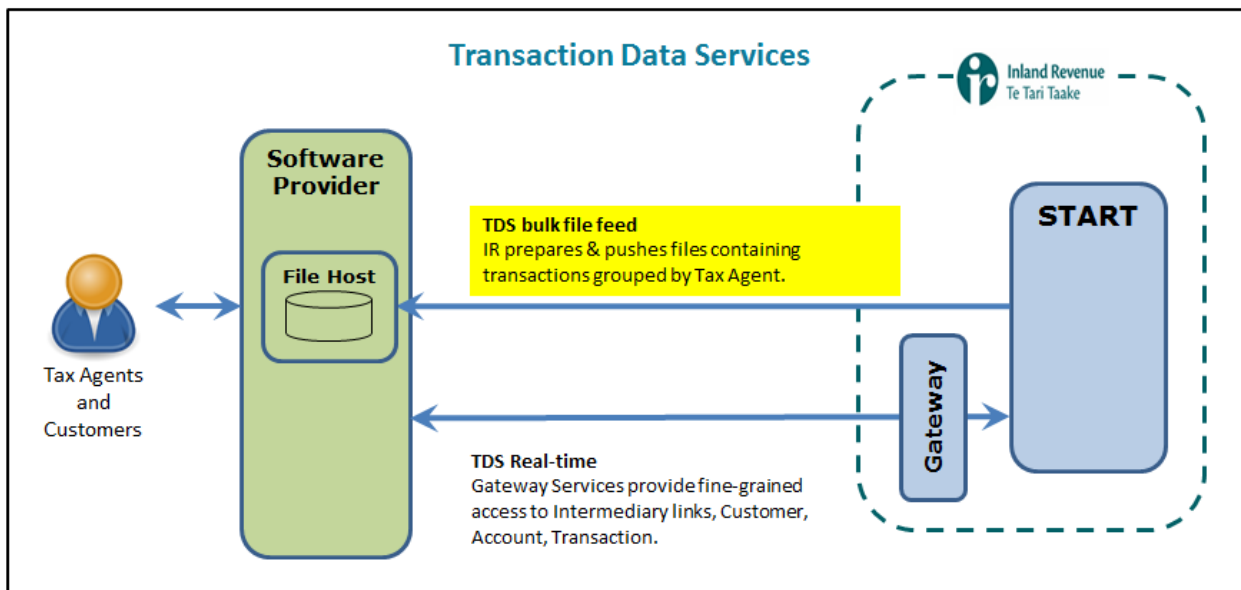 Transaction Data Services
Inland Revenue
Te Tari Taake
Software
Provider
File Host
Tax Agents
and
Customers
TDS bulk file feed
IR prepares & pushes files containing
transactions grouped by Tax Agent.
START
Gateway
TDS Real-time
Gateway Services provide fine-grained
access to Intermediary links, Customer,
Account, Transaction.